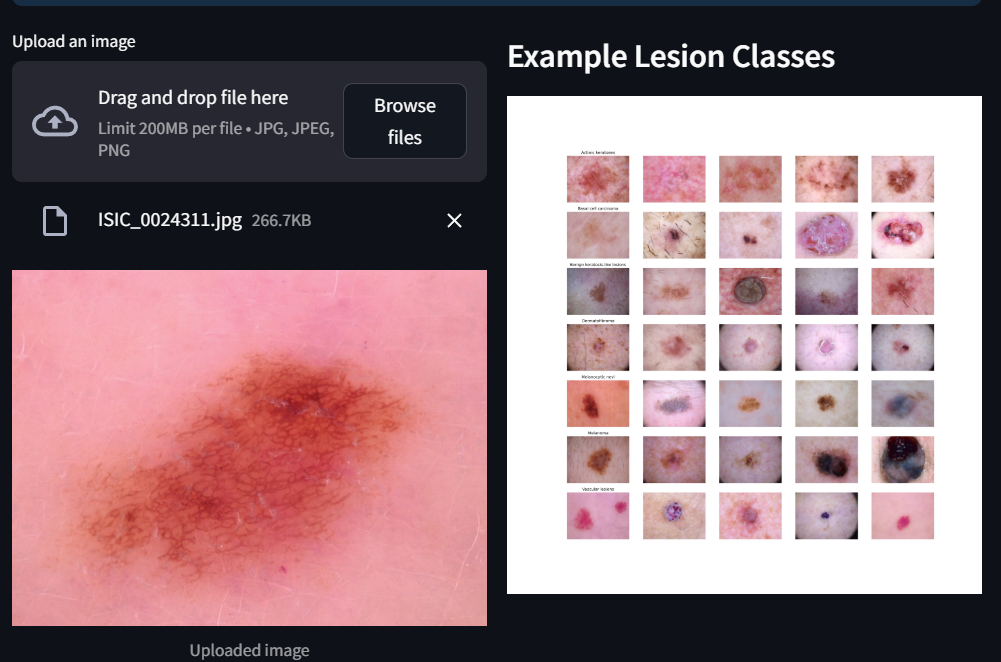 Upload an image
Drag and drop file here
Limit 200MB per file • JPG, JPEG,
PNG
Browse
files
ISIC_0024311.jpg 266.7KB
Uploaded image
Example Lesion Classes
Actinic keratoses
Basal cell carcinoma
Benign keratosis-like lesions
Dermatofibroma
Melanocytic nevi
Melanoma
Vascular lesions